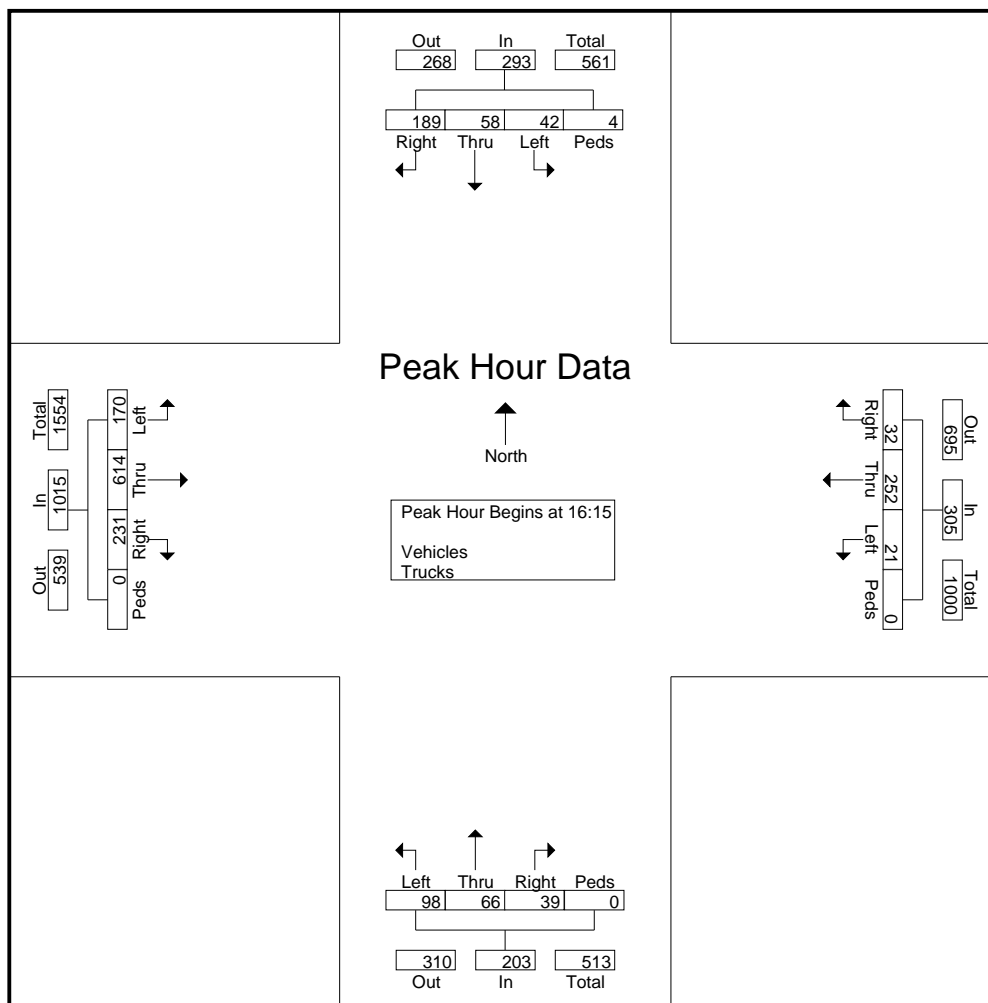 Out In Total
268 293 561
189 58 42 4
Right Thru Left Peds
Peak Hour Data
North
Peak Hour Begins at 16:15
Vehicles
Trucks
Total In Out
1554 1015 539
170 614 231 0
Left Thru Right Peds
Right Thru Left Peds
32 252 21 0
Out In Total
695 305 1000
Left Thru Right Peds
98 66 39 0
310 203 513
Out In Total